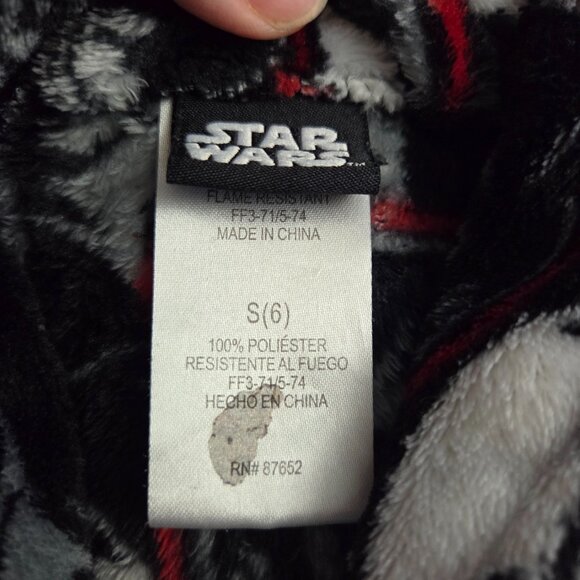 STAR
WARS
TM
FLAME RESISTANT
FF3-71/5-74
MADE IN CHINA
S(6)
100% POLIÉSTER
RESISTENTE AL FUEGO
FF3-71/5-74
HECHO EN CHINA
RN# 87652